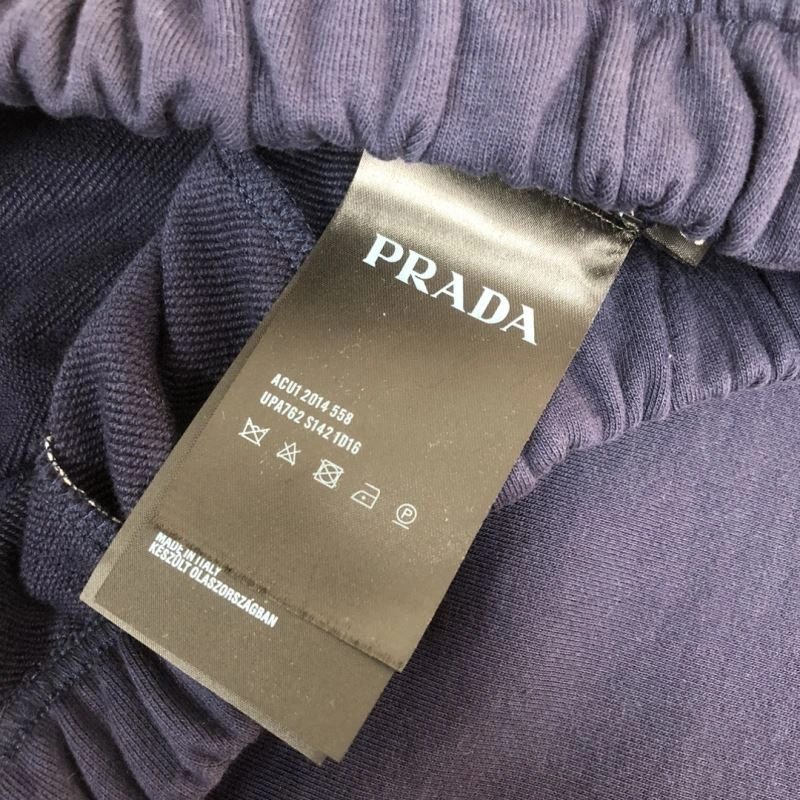 PRADA
ACU1 2014 558
UPA762 S142 1D16
P
MADE IN ITALY
KÉSZÜLT OLASZORSZÁGBAN